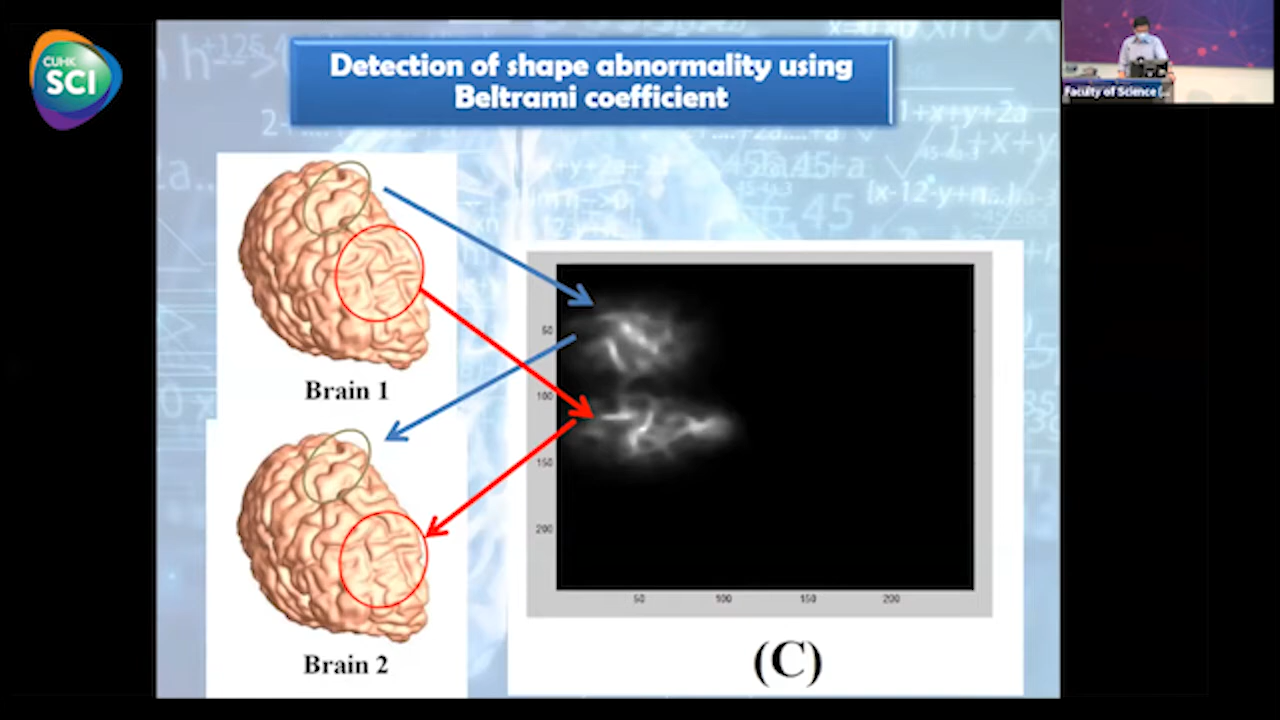 CUHK
SCI
Detection of shape abnormality using
Beltrami coefficient
Faculty of Science (...
Brain 1
Brain 2
50
100
150
200
50
100
150
200
(C)